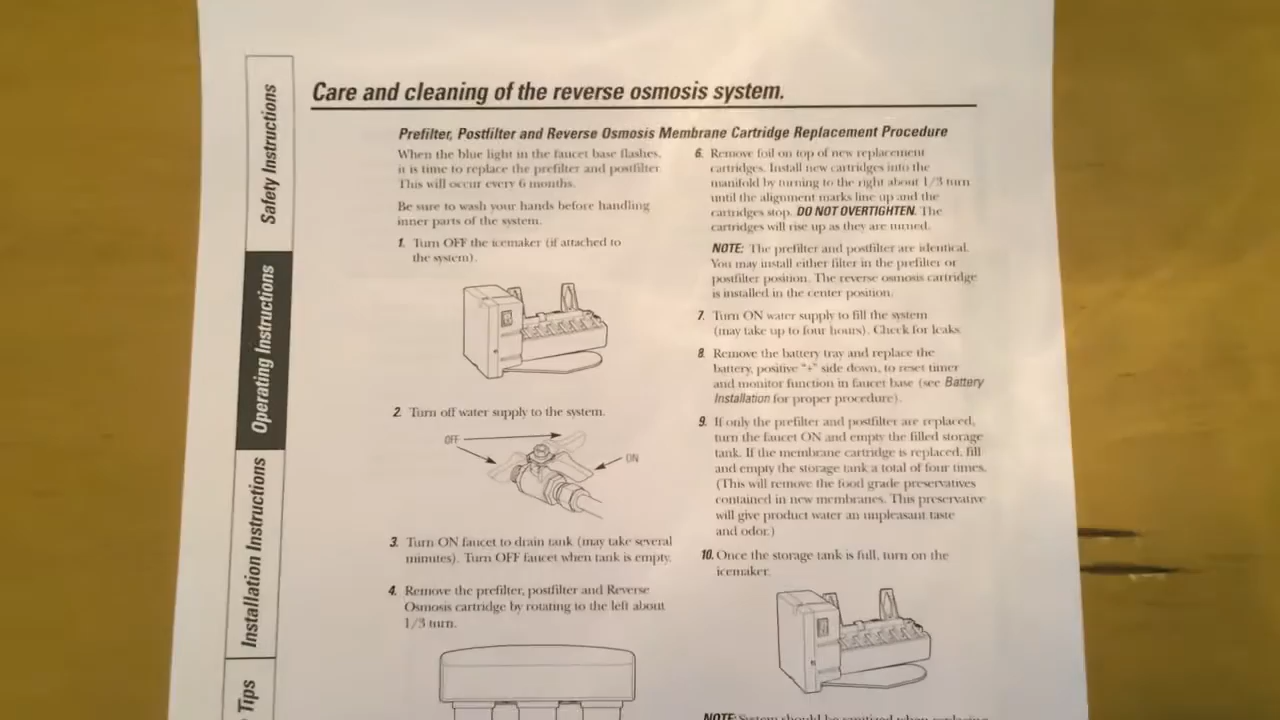 Care and cleaning of the reverse osmosis system.
Prefilter, Postfilter and Reverse Osmosis Membrane Cartridge Replacement Procedure
When the blue light in the faucet base flashes,
it is time to replace the prefilter and postfilter.
This will occur every 6 months.
Be sure to wash your hands before handling
inner parts of the system.
1. Turn OFF the icemaker (if attached to
the system).
2. Turn off water supply to the system.
OFF
ON
3. Turn ON faucet to drain tank (may take several
minutes). Turn OFF faucet when tank is empty.
4. Remove the prefilter, postfilter and Reverse
Osmosis cartridge by rotating to the left about
1/3 turn.
6. Remove foil on top of new replacement
cartridges. Install new cartridges into the
manifold by turning to the right about 1/3 turn
until the alignment marks line up and the
cartridges stop. DO NOT OVERTIGHTEN. The
cartridges will rise up as they are turned.
NOTE: The prefilter and postfilter are identical.
You may install either filter in the prefilter or
postfilter position. The reverse osmosis cartridge
is installed in the center position.
7. Turn ON water supply to fill the system
(may take up to four hours). Check for leaks.
8. Remove the battery tray and replace the
battery, positive "+" side down, to reset timer
and monitor function in faucet base (see Battery
Installation for proper procedure).
9. If only the prefilter and postfilter are replaced,
turn the faucet ON and empty the filled storage
tank. If the membrane cartridge is replaced, fill
and empty the storage tank a total of four times.
(This will remove the food grade preservatives
contained in new membranes. This preservative
will give product water an unpleasant taste
and odor.)
10. Once the storage tank is full, turn on the
icemaker.
NOTE: System should be sanitized when replacing
Safety Instructions
Operating Instructions
Installation Instructions
Tips